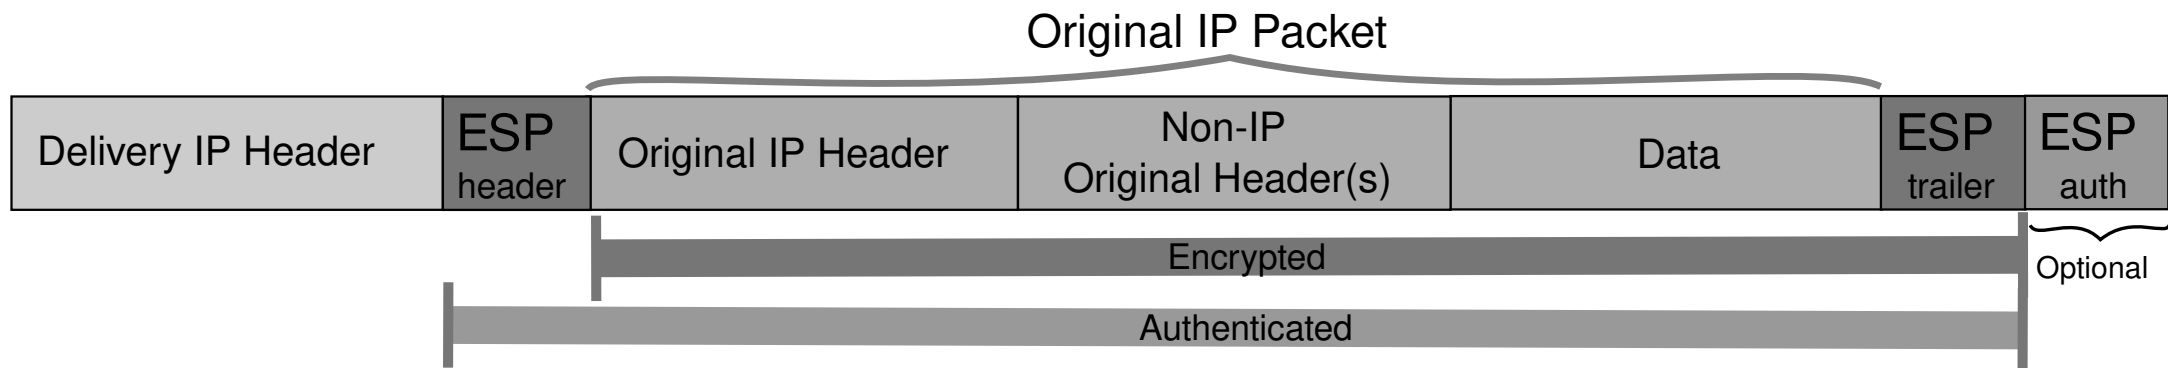 Original IP Packet
Delivery IP Header
ESP
header
Original IP Header
Non-IP
Original Header(s)
Data
ESP
trailer
ESP
auth
Encrypted
Optional
Authenticated